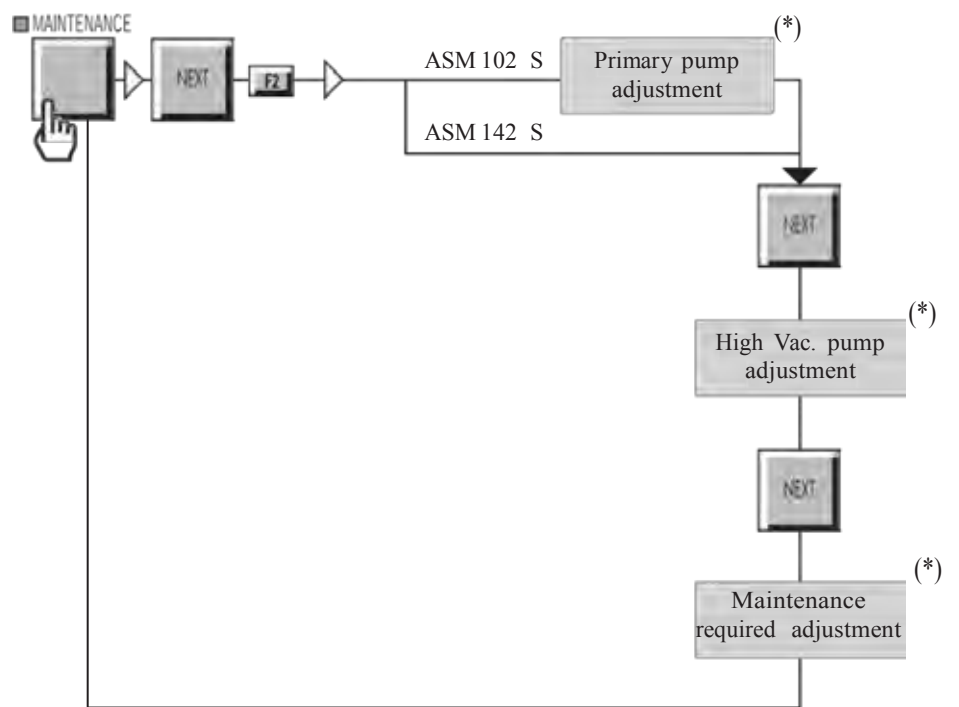 MAINTENANCE
(*)
NEXT
F2
ASM 102 S
Primary pump
adjustment
ASM 142 S
NEXT
(*)
High Vac. pump
adjustment
NEXT
(*)
Maintenance
required adjustment